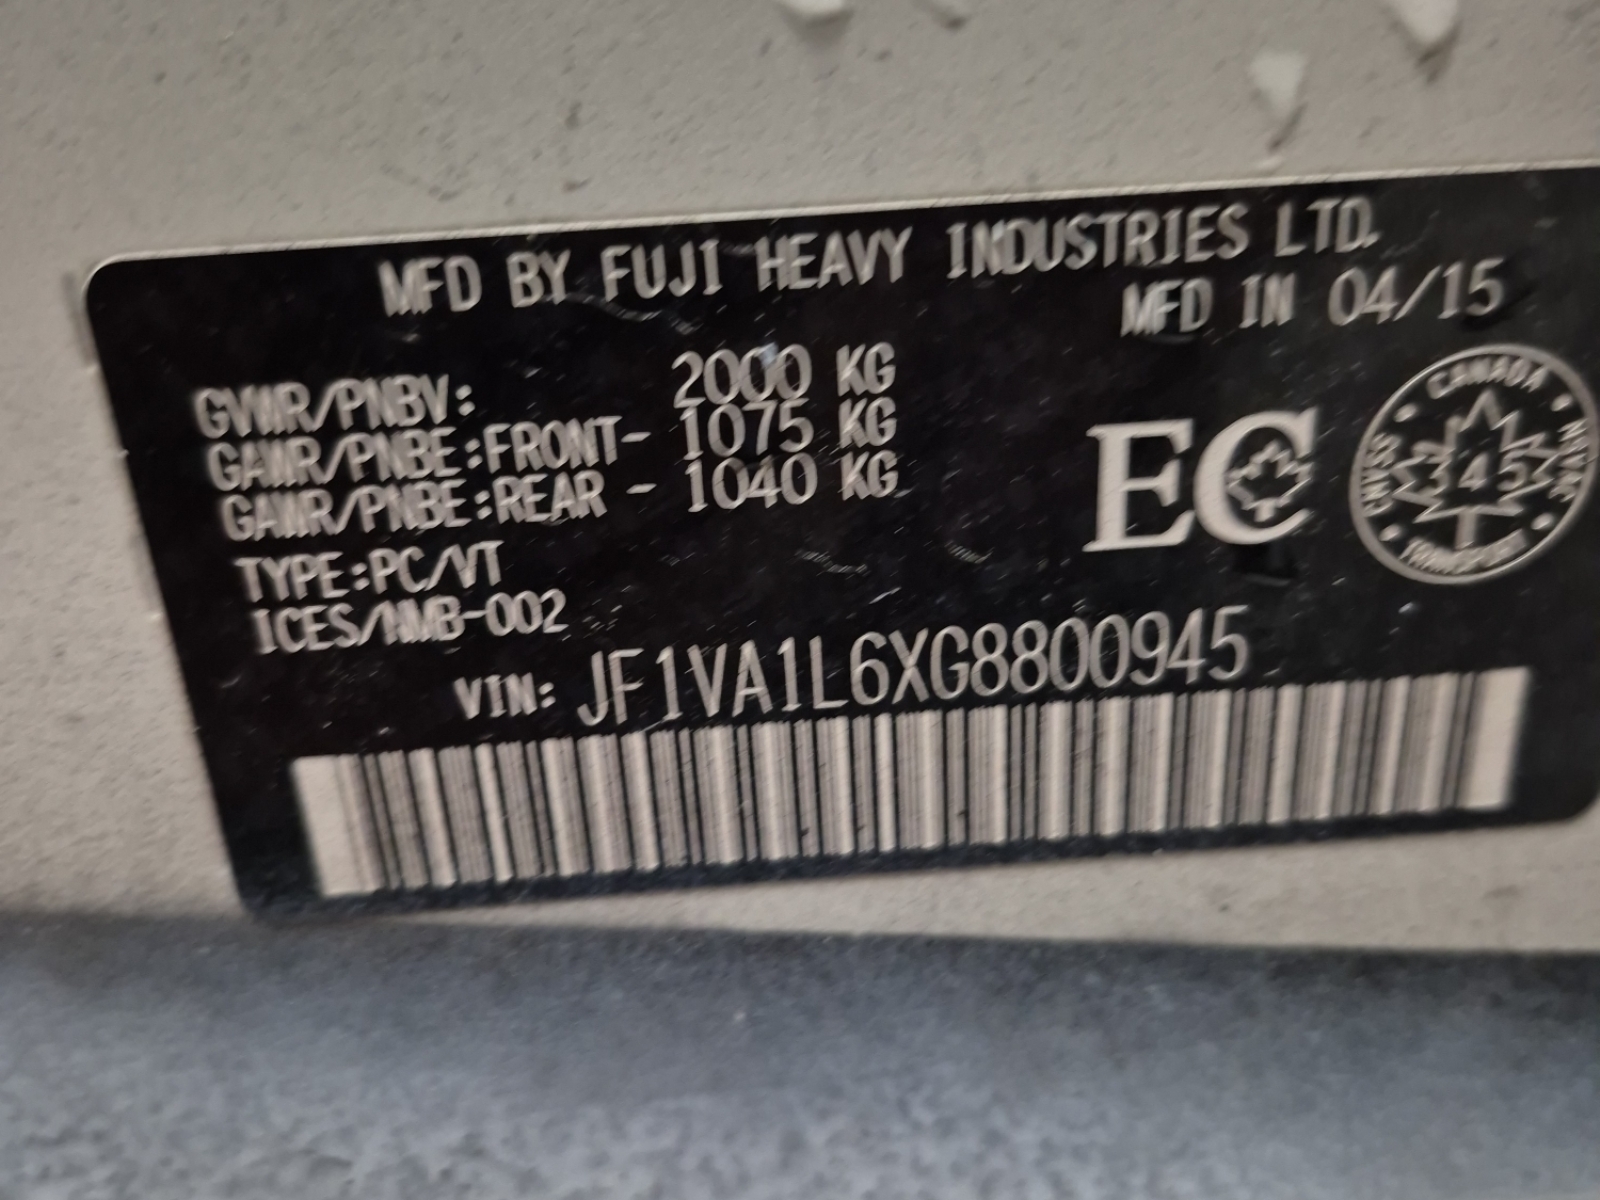 MFD BY FUJI HEAVY INDUSTRIES LTD.
MFD IN 04/15
GVWR/PNBV: 2000 KG
GAWR/PNBE:FRONT- 1075 KG
GAWR/PNBE:REAR - 1040 KG
TYPE:PC/VT
ICES/NMB-002
EC
CANADA
345
TRANSPORT
VIN: JF1VA1L6XG8800945